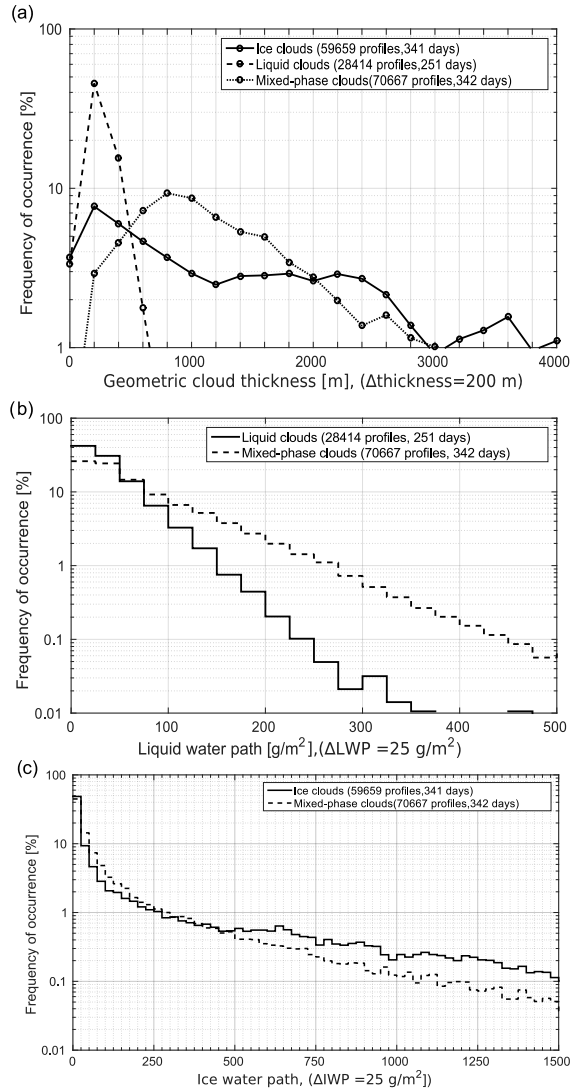 (a)
100
10
1
Frequency of occurrence [%]
Ice clouds (59659 profiles,341 days)
Liquid clouds (28414 profiles,251 days)
Mixed-phase clouds(70667 profiles,342 days)
0 1000 2000 3000 4000
Geometric cloud thickness [m], (Δthickness=200 m)
(b)
100
10
1
0.1
0.01
Frequency of occurrence [%]
Liquid clouds (28414 profiles, 251 days)
Mixed-phase clouds (70667 profiles, 342 days)
0 100 200 300 400 500
Liquid water path [g/m²],(ΔLWP =25 g/m²)
(c)
100
10
1
0.1
0.01
Frequency of occurrence [%]
Ice clouds (59659 profiles,341 days)
Mixed-phase clouds(70667 profiles,342 days)
0 250 500 750 1000 1250 1500
Ice water path, (ΔIWP =25 g/m²])